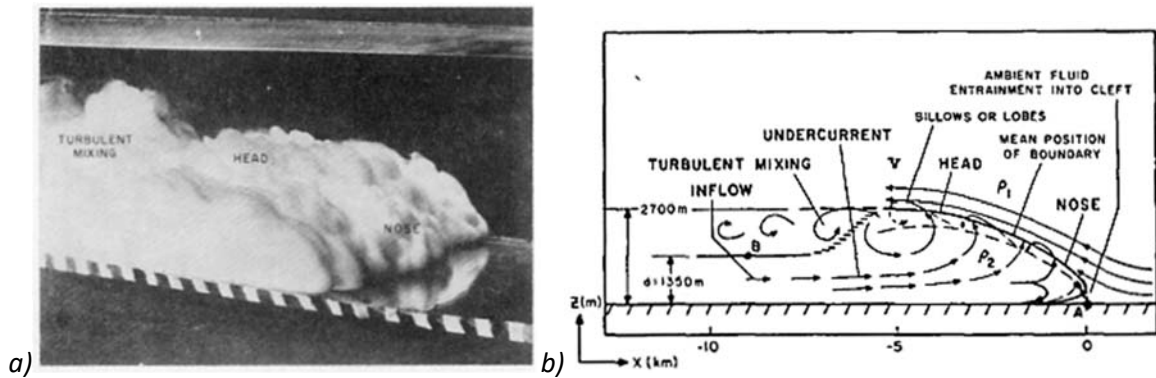 TURBULENT
MIXING
HEAD
NOSE
a)
AMBIENT FLUID
ENTRAINMENT INTO CLEFT
BILLOWS OR LOBES
UNDERCURRENT
MEAN POSITION
OF BOUNDARY
TURBULENT MIXING
V
HEAD
INFLOW
ρ1
NOSE
2700m
B
ρ2
d=1350m
Z(m)
A
-10
-5
0
X (km)
b)